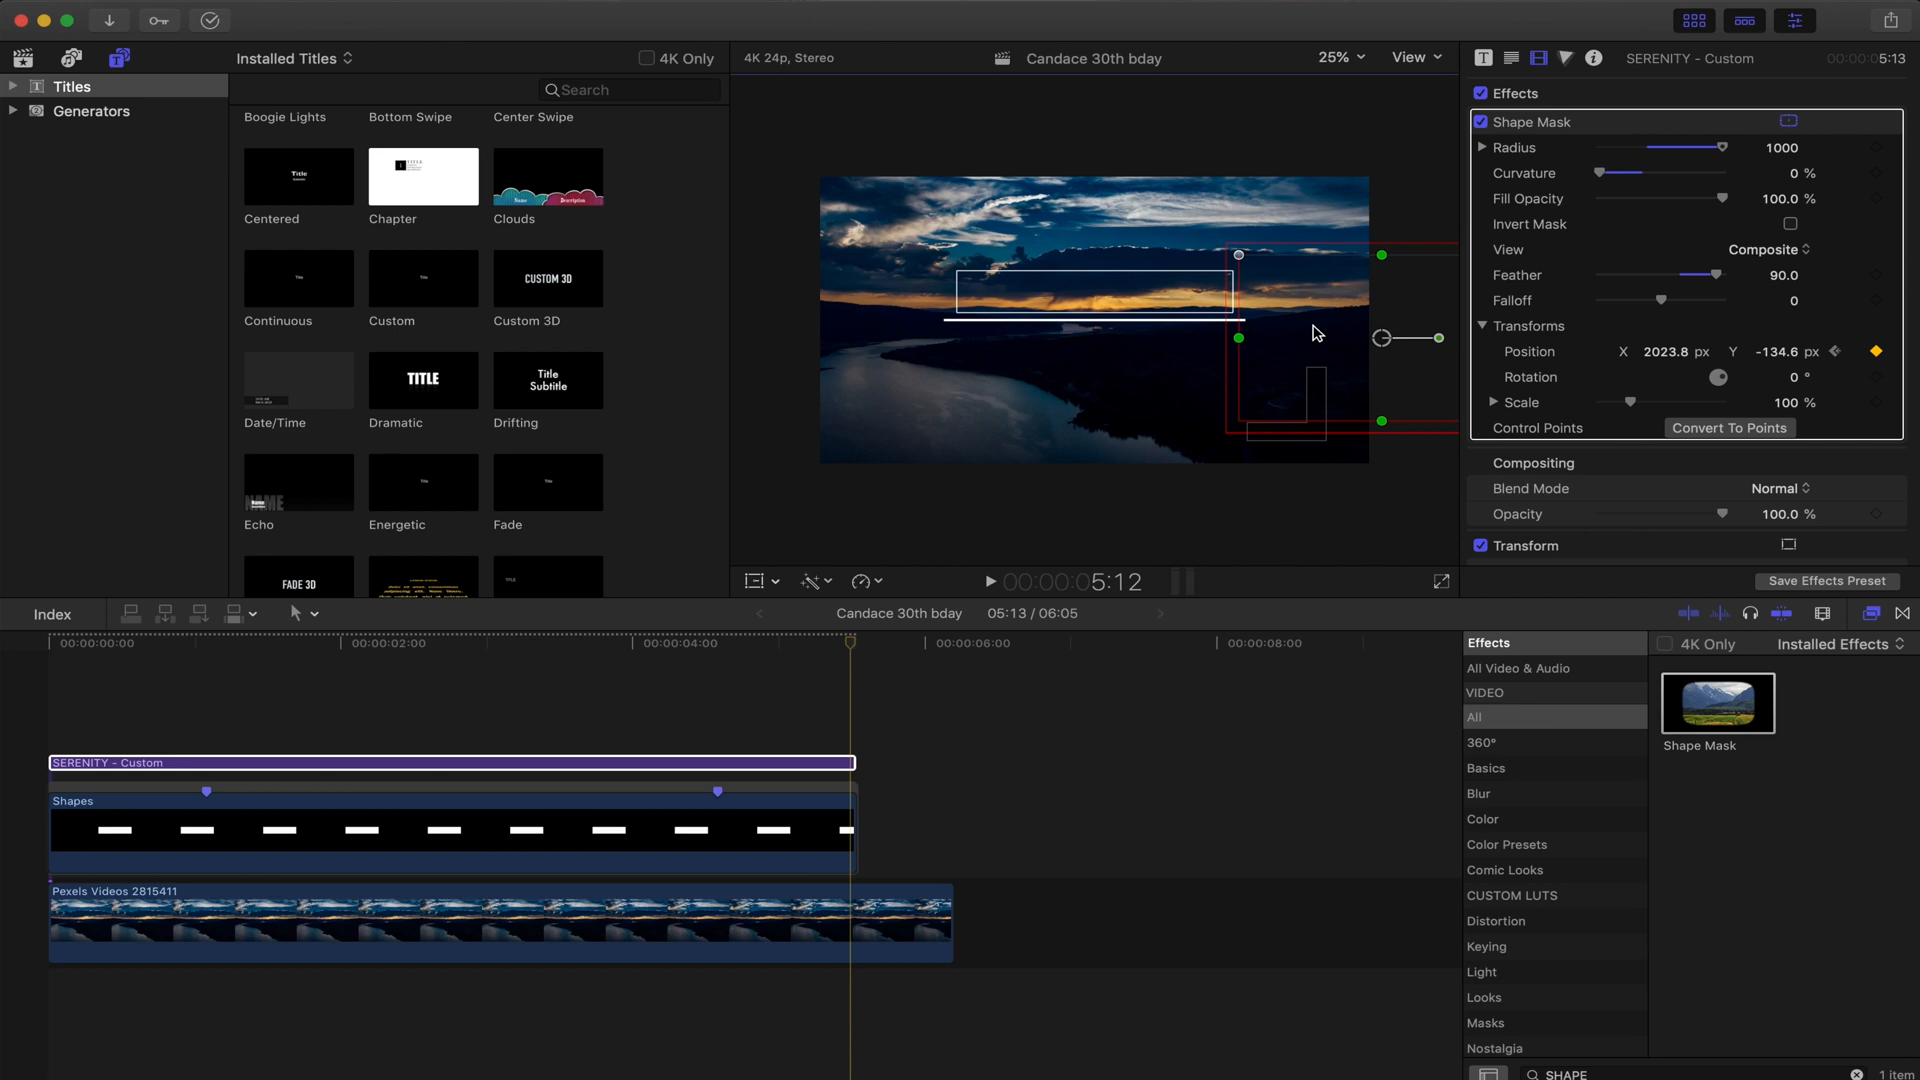 Installed Titles
4K Only
4K 24p, Stereo
Candace 30th bday
25%
View
SERENITY - Custom
00:00:05:13
Titles
Generators
Search
Boogie Lights
Bottom Swipe
Center Swipe
Title
TITLE
Name
Description
Centered
Chapter
Clouds
Title
Title
CUSTOM 3D
Continuous
Custom
Custom 3D
TITLE
Title
Subtitle
Date/Time
Dramatic
Drifting
NAME
Name
Title
Title
Echo
Energetic
Fade
FADE 3D
TITLE
Effects
Shape Mask
Radius
1000
Curvature
0 %
Fill Opacity
100.0 %
Invert Mask
View
Composite
Feather
90.0
Falloff
0
Transforms
Position
X 2023.8 px Y -134.6 px
Rotation
0 °
Scale
100 %
Control Points
Convert To Points
Compositing
Blend Mode
Normal
Opacity
100.0 %
Transform
Save Effects Preset
00:00:05:12
Index
Candace 30th bday
05:13 / 06:05
00:00:00:00
00:00:02:00
00:00:04:00
00:00:06:00
00:00:08:00
SERENITY - Custom
Shapes
Pexels Videos 2815411
Effects
4K Only
Installed Effects
All Video & Audio
VIDEO
All
360°
Basics
Blur
Color
Color Presets
Comic Looks
CUSTOM LUTS
Distortion
Keying
Light
Looks
Masks
Nostalgia
Shape Mask
SHAPE
1 item